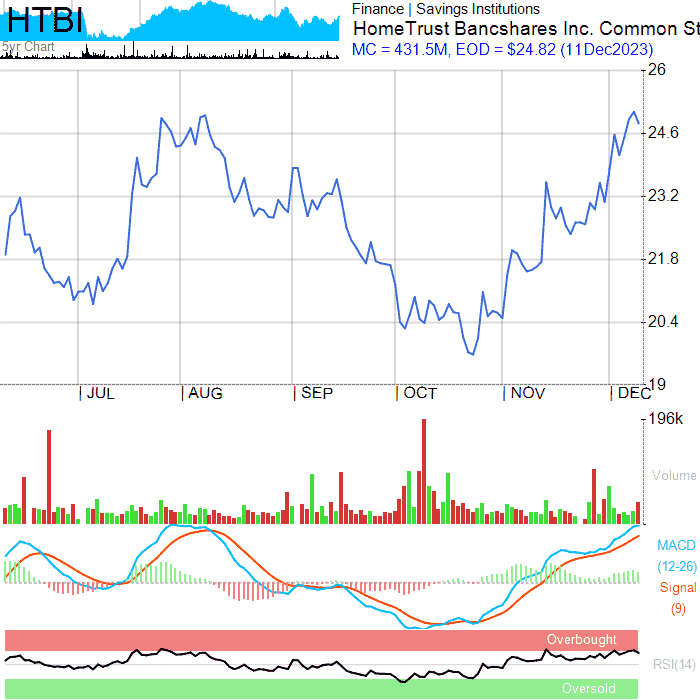 HTBI
5yr Chart
Finance | Savings Institutions
HomeTrust Bancshares Inc. Common St
MC = 431.5M, EOD = $24.82 (11Dec2023)
26
24.6
23.2
21.8
20.4
19
| JUL | AUG | SEP | OCT | NOV | DEC
196k
Volume
MACD
(12-26)
Signal
(9)
Overbought
RSI(14)
Oversold